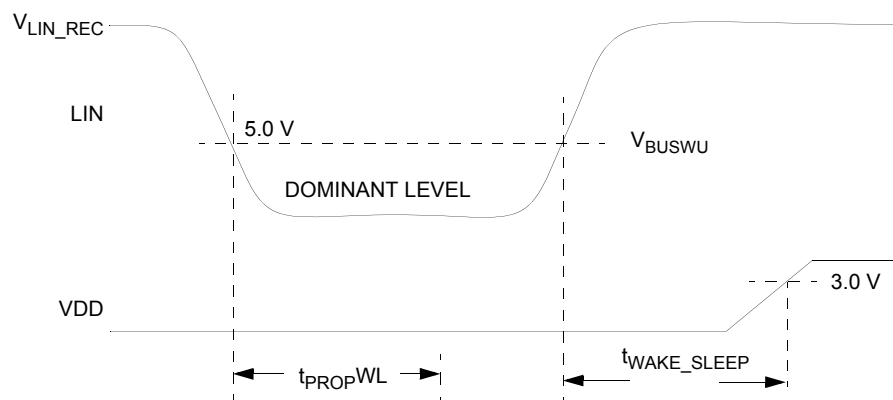 VLIN_REC
LIN
5.0 V
VBUSWU
DOMINANT LEVEL
VDD
3.0 V
tPROPWL
tWAKE_SLEEP